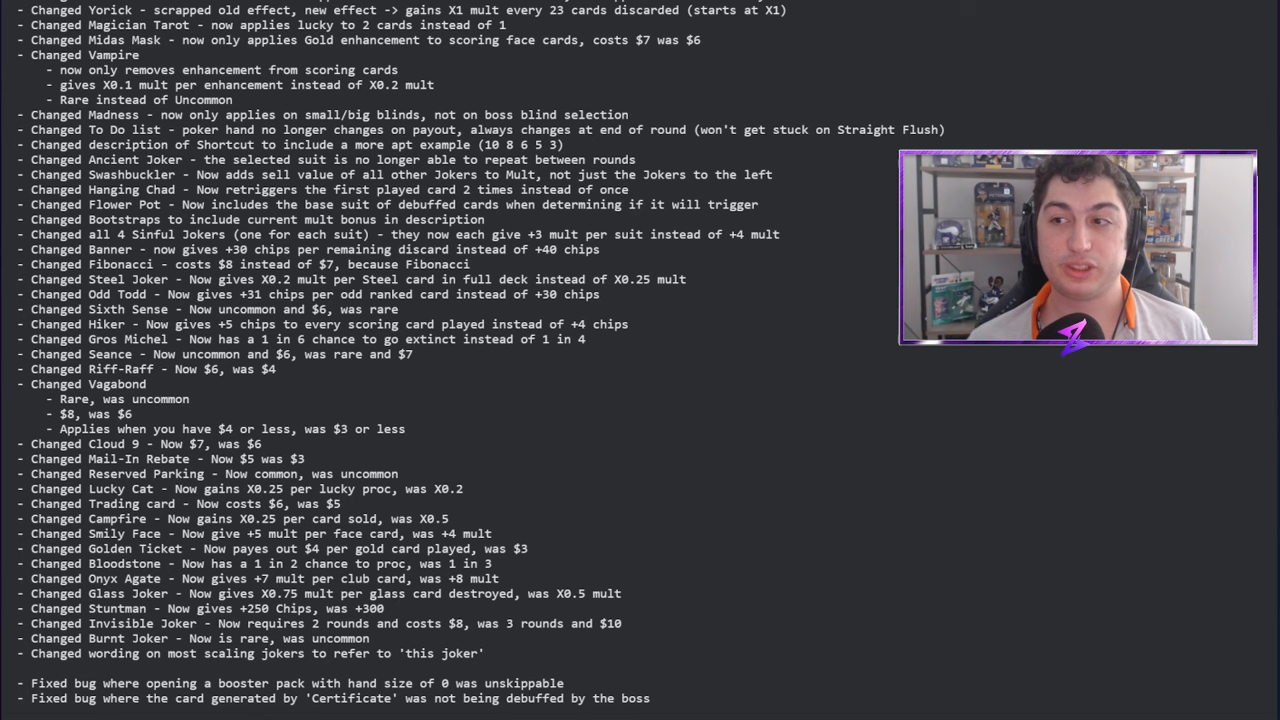 - Changed Yorick - scrapped old effect, new effect -> gains X1 mult every 23 cards discarded (starts at X1)
- Changed Magician Tarot - now applies lucky to 2 cards instead of 1
- Changed Midas Mask - now only applies Gold enhancement to scoring face cards, costs $7 was $6
- Changed Vampire
- now only removes enhancement from scoring cards
- gives X0.1 mult per enhancement instead of X0.2 mult
- Rare instead of Uncommon
- Changed Madness - now only applies on small/big blinds, not on boss blind selection
- Changed To Do list - poker hand no longer changes on payout, always changes at end of round (won't get stuck on Straight Flush)
- Changed description of Shortcut to include a more apt example (10 8 6 5 3)
- Changed Ancient Joker - the selected suit is no longer able to repeat between rounds
- Changed Swashbuckler - Now adds sell value of all other Jokers to Mult, not just the Jokers to the left
- Changed Hanging Chad - Now retriggers the first played card 2 times instead of once
- Changed Flower Pot - Now includes the base suit of debuffed cards when determining if it will trigger
- Changed Bootstraps to include current mult bonus in description
- Changed all 4 Sinful Jokers (one for each suit) - they now each give +3 mult per suit instead of +4 mult
- Changed Banner - now gives +30 chips per remaining discard instead of +40 chips
- Changed Fibonacci - costs $8 instead of $7, because Fibonacci
- Changed Steel Joker - Now gives X0.2 mult per Steel card in full deck instead of X0.25 mult
- Changed Odd Todd - Now gives +31 chips per odd ranked card instead of +30 chips
- Changed Sixth Sense - Now uncommon and $6, was rare
- Changed Hiker - Now gives +5 chips to every scoring card played instead of +4 chips
- Changed Gros Michel - Now has a 1 in 6 chance to go extinct instead of 1 in 4
- Changed Seance - Now uncommon and $6, was rare and $7
- Changed Riff-Raff - Now $6, was $4
- Changed Vagabond
- Rare, was uncommon
- $8, was $6
- Applies when you have $4 or less, was $3 or less
- Changed Cloud 9 - Now $7, was $6
- Changed Mail-In Rebate - Now $5 was $3
- Changed Reserved Parking - Now common, was uncommon
- Changed Lucky Cat - Now gains X0.25 per lucky proc, was X0.2
- Changed Trading card - Now costs $6, was $5
- Changed Campfire - Now gains X0.25 per card sold, was X0.5
- Changed Smily Face - Now give +5 mult per face card, was +4 mult
- Changed Golden Ticket - Now payes out $4 per gold card played, was $3
- Changed Bloodstone - Now has a 1 in 2 chance to proc, was 1 in 3
- Changed Onyx Agate - Now gives +7 mult per club card, was +8 mult
- Changed Glass Joker - Now gives X0.75 mult per glass card destroyed, was X0.5 mult
- Changed Stuntman - Now gives +250 Chips, was +300
- Changed Invisible Joker - Now requires 2 rounds and costs $8, was 3 rounds and $10
- Changed Burnt Joker - Now is rare, was uncommon
- Changed wording on most scaling jokers to refer to 'this joker'
- Fixed bug where opening a booster pack with hand size of 0 was unskippable
- Fixed bug where the card generated by 'Certificate' was not being debuffed by the boss